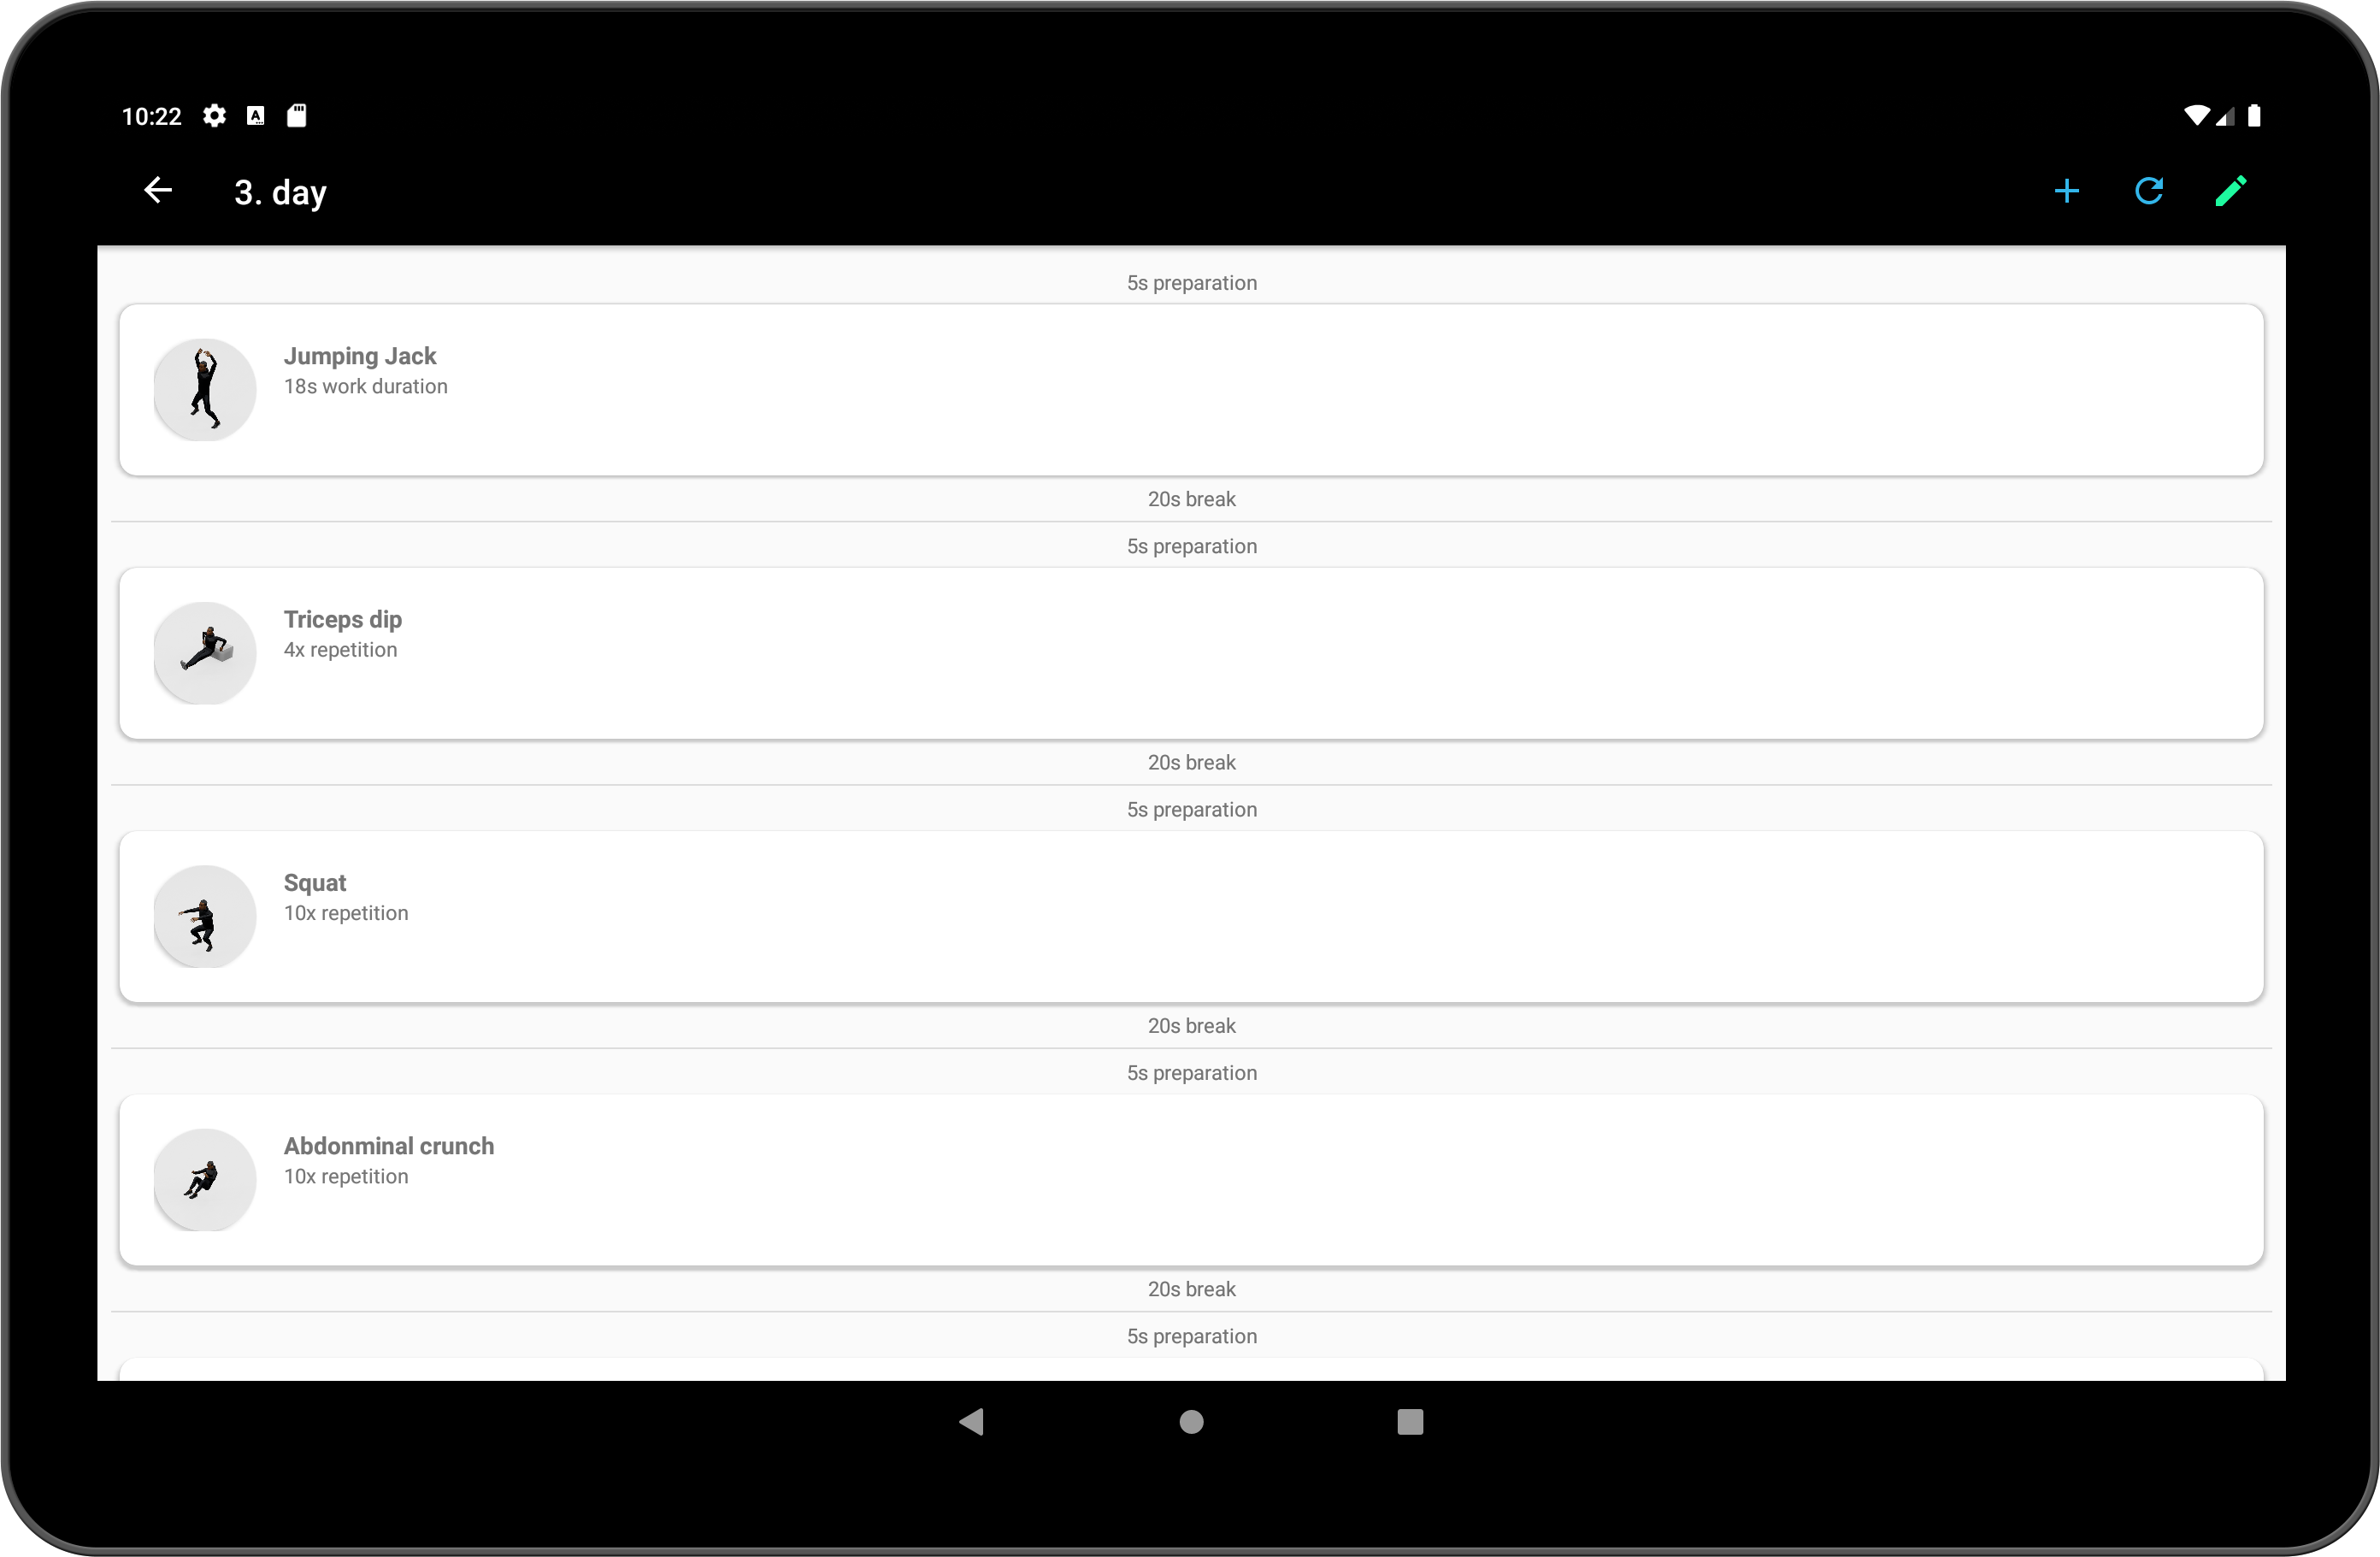 10:22
3. day
5s preparation
Jumping Jack
18s work duration
20s break
5s preparation
Triceps dip
4x repetition
20s break
5s preparation
Squat
10x repetition
20s break
5s preparation
Abdonminal crunch
10x repetition
20s break
5s preparation